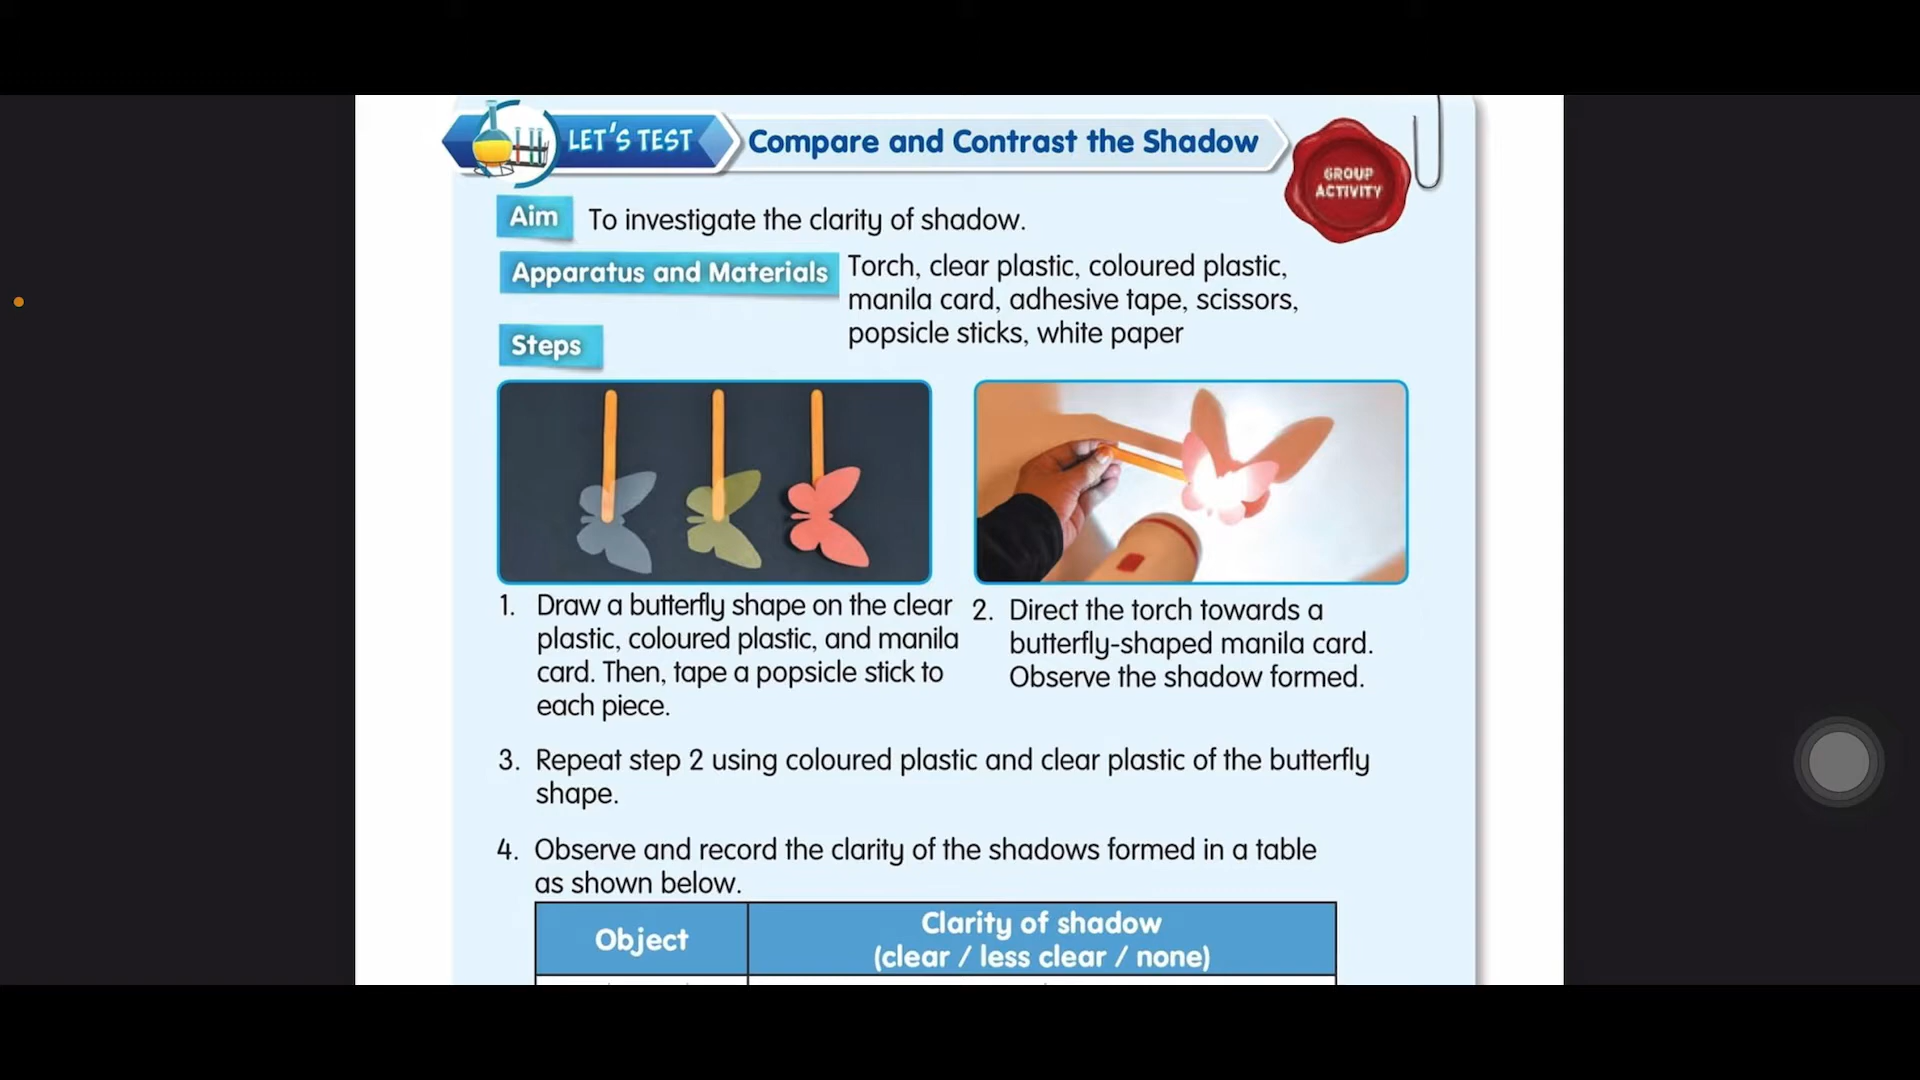 LET'S TEST
Compare and Contrast the Shadow
GROUP
ACTIVITY
Aim
To investigate the clarity of shadow.
Apparatus and Materials
Torch, clear plastic, coloured plastic,
manila card, adhesive tape, scissors,
popsicle sticks, white paper
Steps
1. Draw a butterfly shape on the clear
plastic, coloured plastic, and manila
card. Then, tape a popsicle stick to
each piece.
2. Direct the torch towards a
butterfly-shaped manila card.
Observe the shadow formed.
3. Repeat step 2 using coloured plastic and clear plastic of the butterfly
shape.
4. Observe and record the clarity of the shadows formed in a table
as shown below.
Object
Clarity of shadow
(clear / less clear / none)